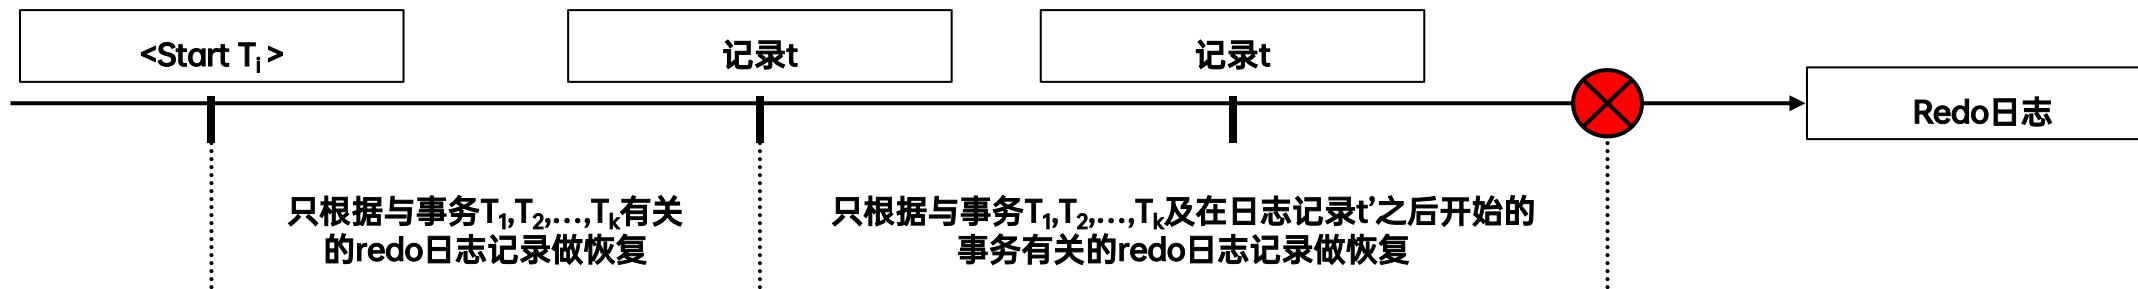 <Start Ti>
记录t
记录t
Redo日志
只根据与事务T1,T2,…,Tk有关
的redo日志记录做恢复
只根据与事务T1,T2,…,Tk及在日志记录t’之后开始的
事务有关的redo日志记录做恢复